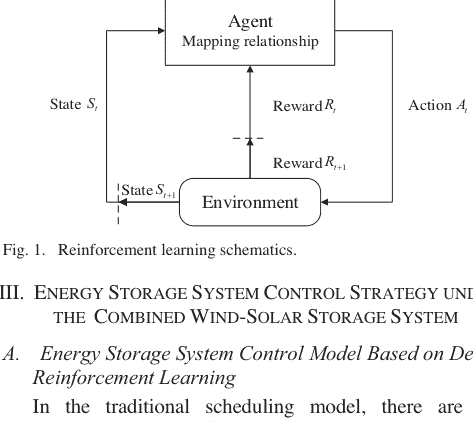 Agent
Mapping relationship
State S_t
Reward R_t
Action A_t
Reward R_{t+1}
State S_{t+1}
Environment
Fig. 1. Reinforcement learning schematics.
III. ENERGY STORAGE SYSTEM CONTROL STRATEGY
THE COMBINED WIND-SOLAR STORAGE SYSTEM
A. Energy Storage System Control Model Based on
Reinforcement Learning
In the traditional scheduling model, there are